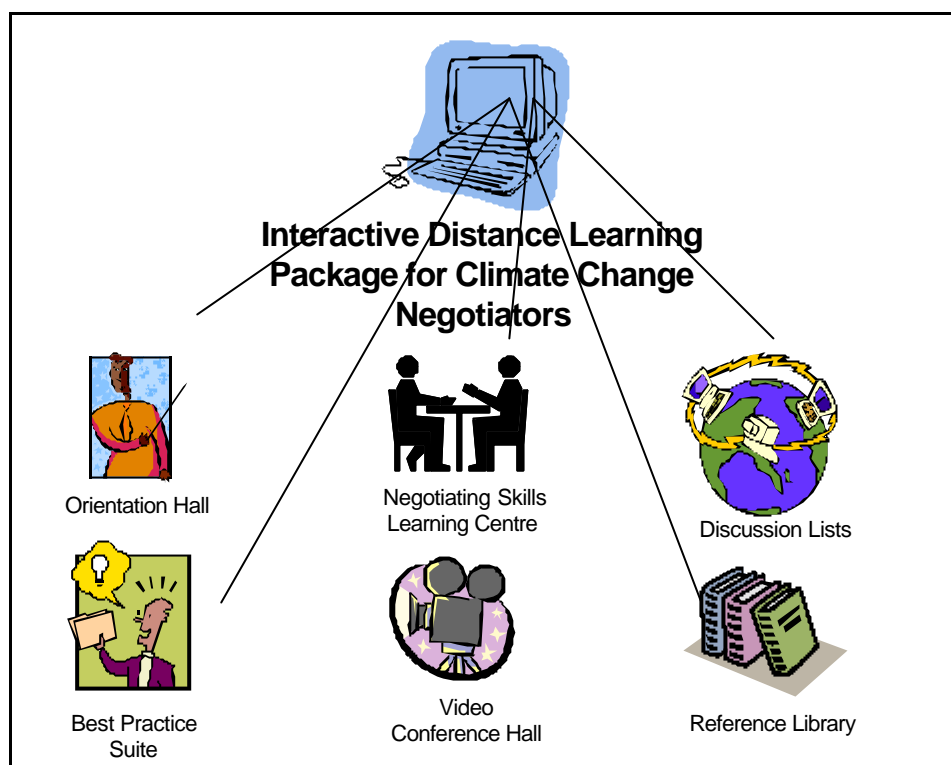 Interactive Distance Learning
Package for Climate Change
Negotiators
Orientation Hall
Negotiating Skills
Learning Centre
Discussion Lists
Best Practice
Suite
Video
Conference Hall
Reference Library